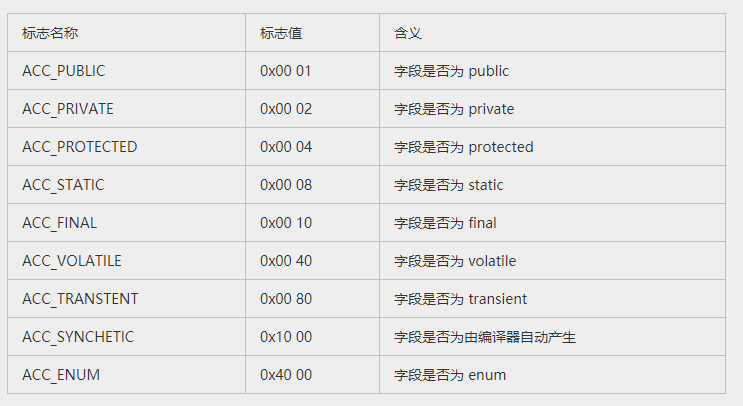 标志名称 标志值 含义
ACC_PUBLIC 0x00 01 字段是否为 public
ACC_PRIVATE 0x00 02 字段是否为 private
ACC_PROTECTED 0x00 04 字段是否为 protected
ACC_STATIC 0x00 08 字段是否为 static
ACC_FINAL 0x00 10 字段是否为 final
ACC_VOLATILE 0x00 40 字段是否为 volatile
ACC_TRANSTENT 0x00 80 字段是否为 transient
ACC_SYNCHETIC 0x10 00 字段是否为由编译器自动产生
ACC_ENUM 0x40 00 字段是否为 enum